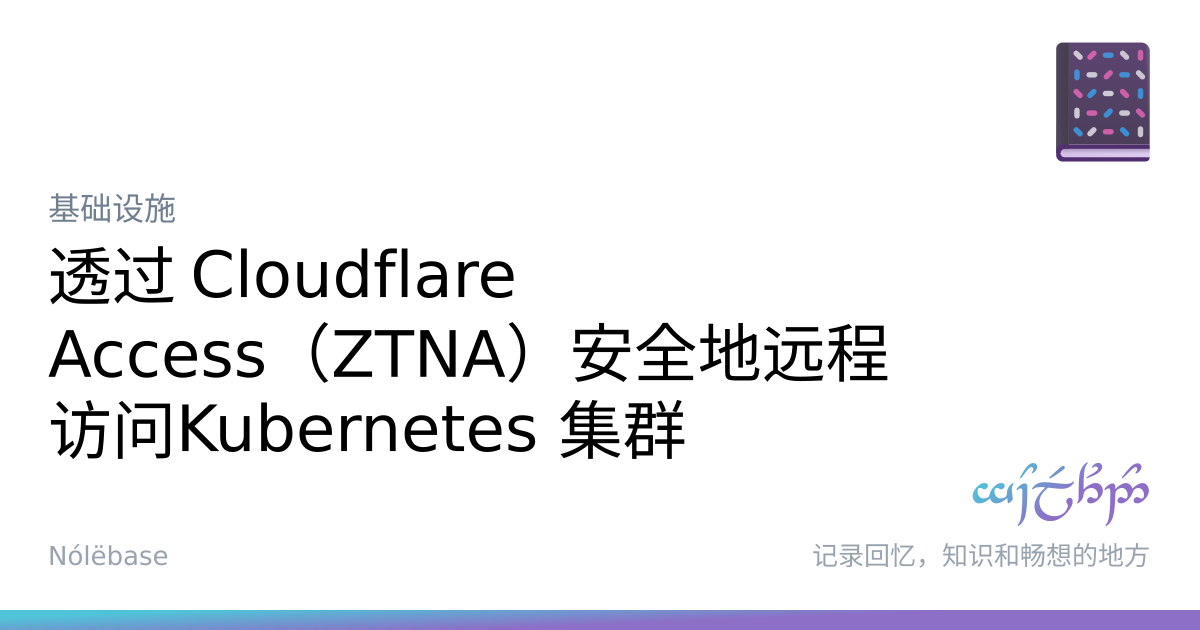 基础设施
透过 Cloudflare
Access（ZTNA）安全地远程
访问Kubernetes 集群
Nólëbase
记录回忆，知识和畅想的地方